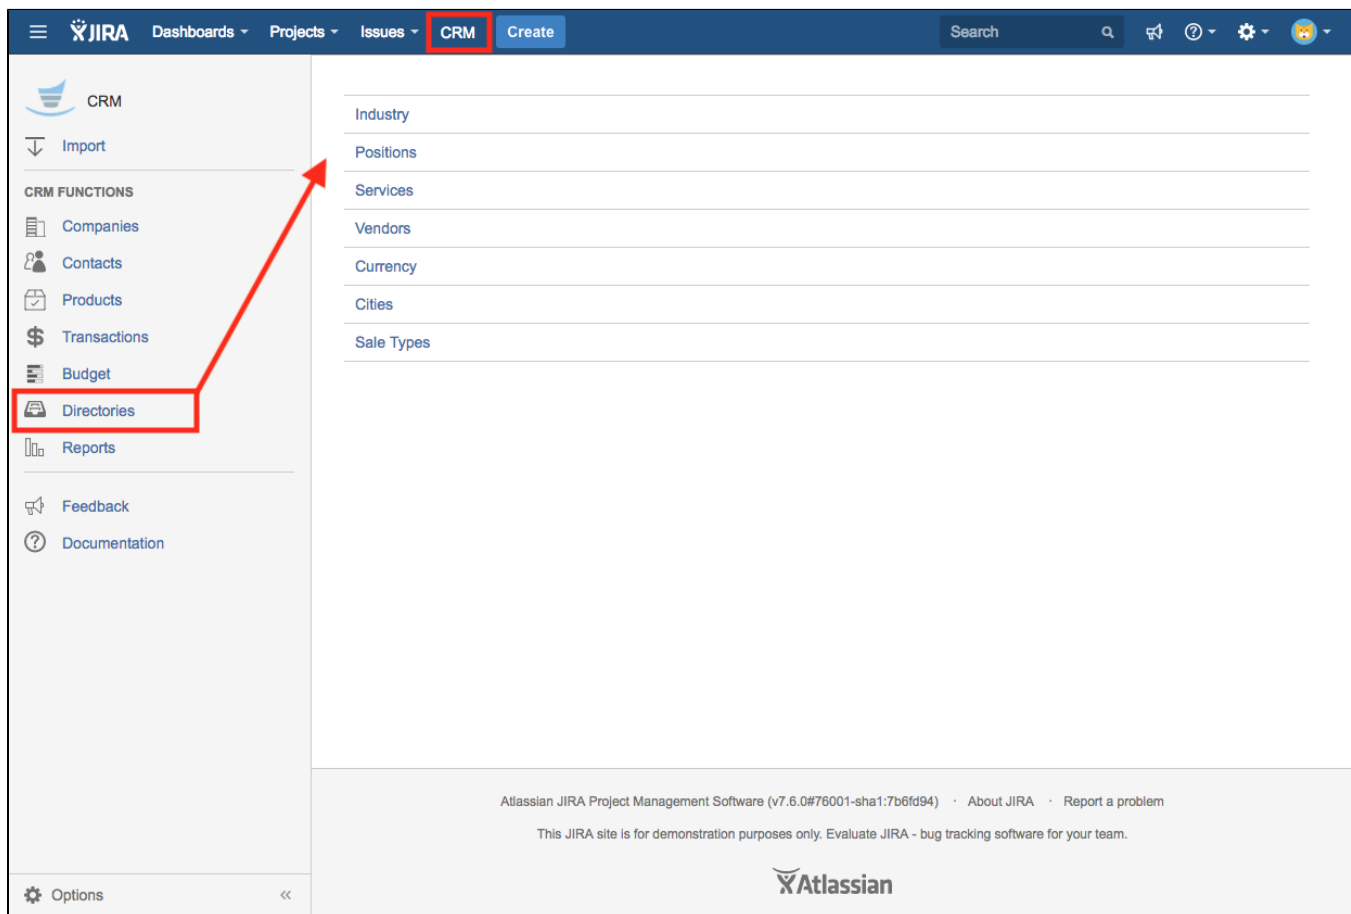 JIRA Dashboards Projects Issues CRM Create Search
CRM
Import
CRM FUNCTIONS
Companies
Contacts
Products
Transactions
Budget
Directories
Reports
Feedback
Documentation
Options
Industry
Positions
Services
Vendors
Currency
Cities
Sale Types
Atlassian JIRA Project Management Software (v7.6.0#76001-sha1:7b6fd94) · About JIRA · Report a problem
This JIRA site is for demonstration purposes only. Evaluate JIRA - bug tracking software for your team.
Atlassian